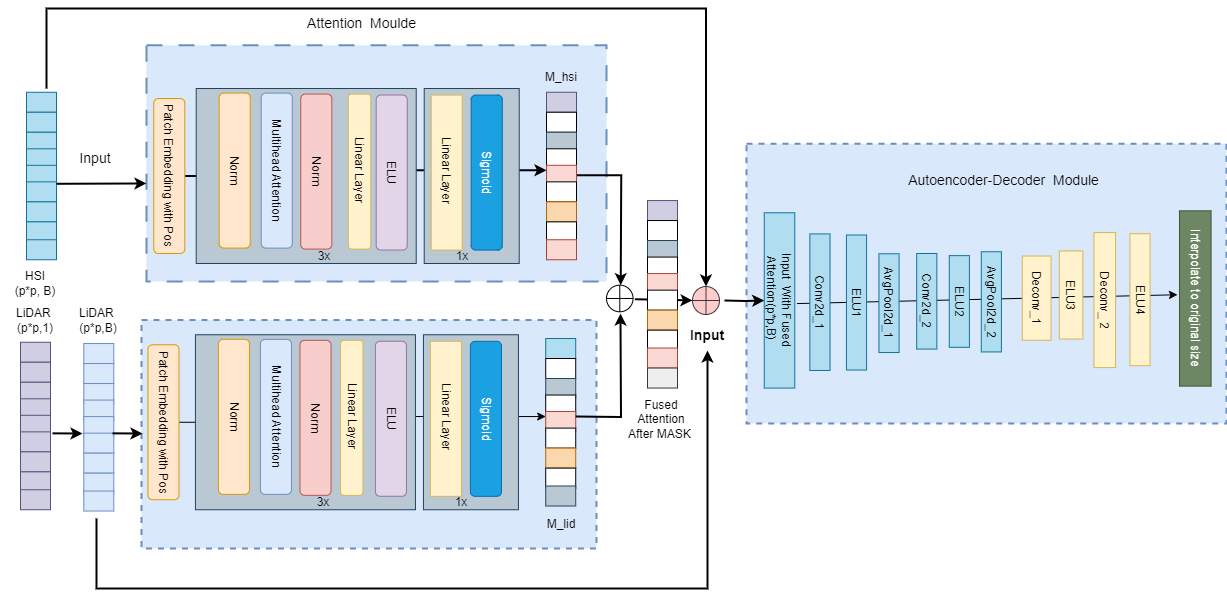 Attention  Moulde
HSI
(p*p, B)
Input
Patch Embedding with Pos
Norm
Multihead Attention
Norm
Linear Layer
ELU
3x
Linear Layer
Sigmoid
1x
M_hsi
LiDAR
(p*p,1)
LiDAR
(p*p,B)
Patch Embedding with Pos
Norm
Multihead Attention
Norm
Linear Layer
ELU
3x
Linear Layer
Sigmoid
1x
M_lid
Fused
Attention
After MASK
Input
Autoencoder-Decoder  Module
Input With Fused
Attention(p*p,B)
Conv2d_1
ELU1
AvgPool2d_1
Conv2d_2
ELU2
AvgPool2d_2
Deconv_1
ELU3
Deconv_2
ELU4
Interpolate to original size